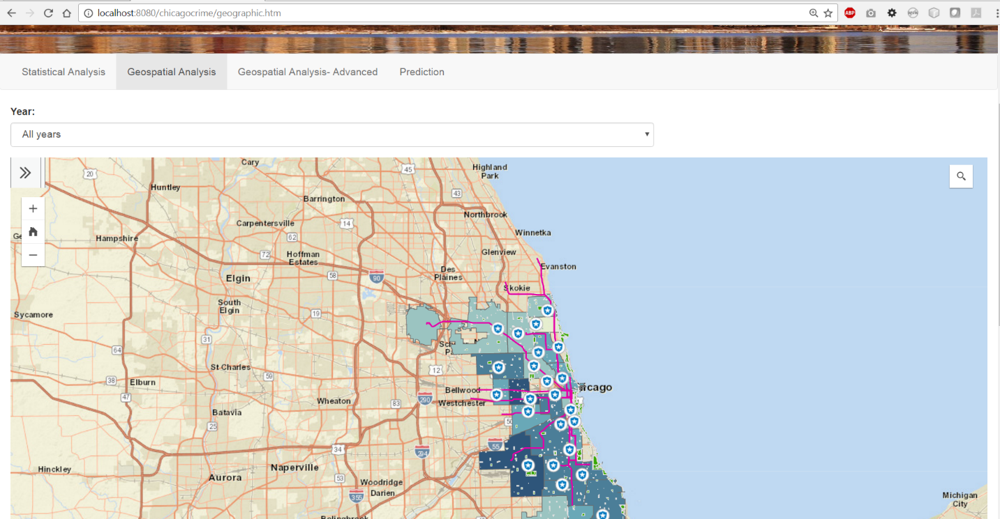 localhost:8080/chicagocrime/geographic.htm
ABP
Statistical Analysis
Geospatial Analysis
Geospatial Analysis- Advanced
Prediction
Year:
All years
Cary
45
Highland
Park
20
Huntley
43
Barrington
Northbrook
Carpentersville
14
Winnetka
Hampshire
62
Glenview
72
Hoffman
Estates
Des
Plaines
Evanston
58
90
Elgin
Skokie
South
Elgin
Sycamore
19
31
64
St Charles
12
59
38
Elburn
Bellwood
icago
47
Wheaton
83
290
Westchester
Batavia
25
34
55
294
Hinckley
Naperville
Aurora
53
Woodridge
Darien
355
Michigan
City